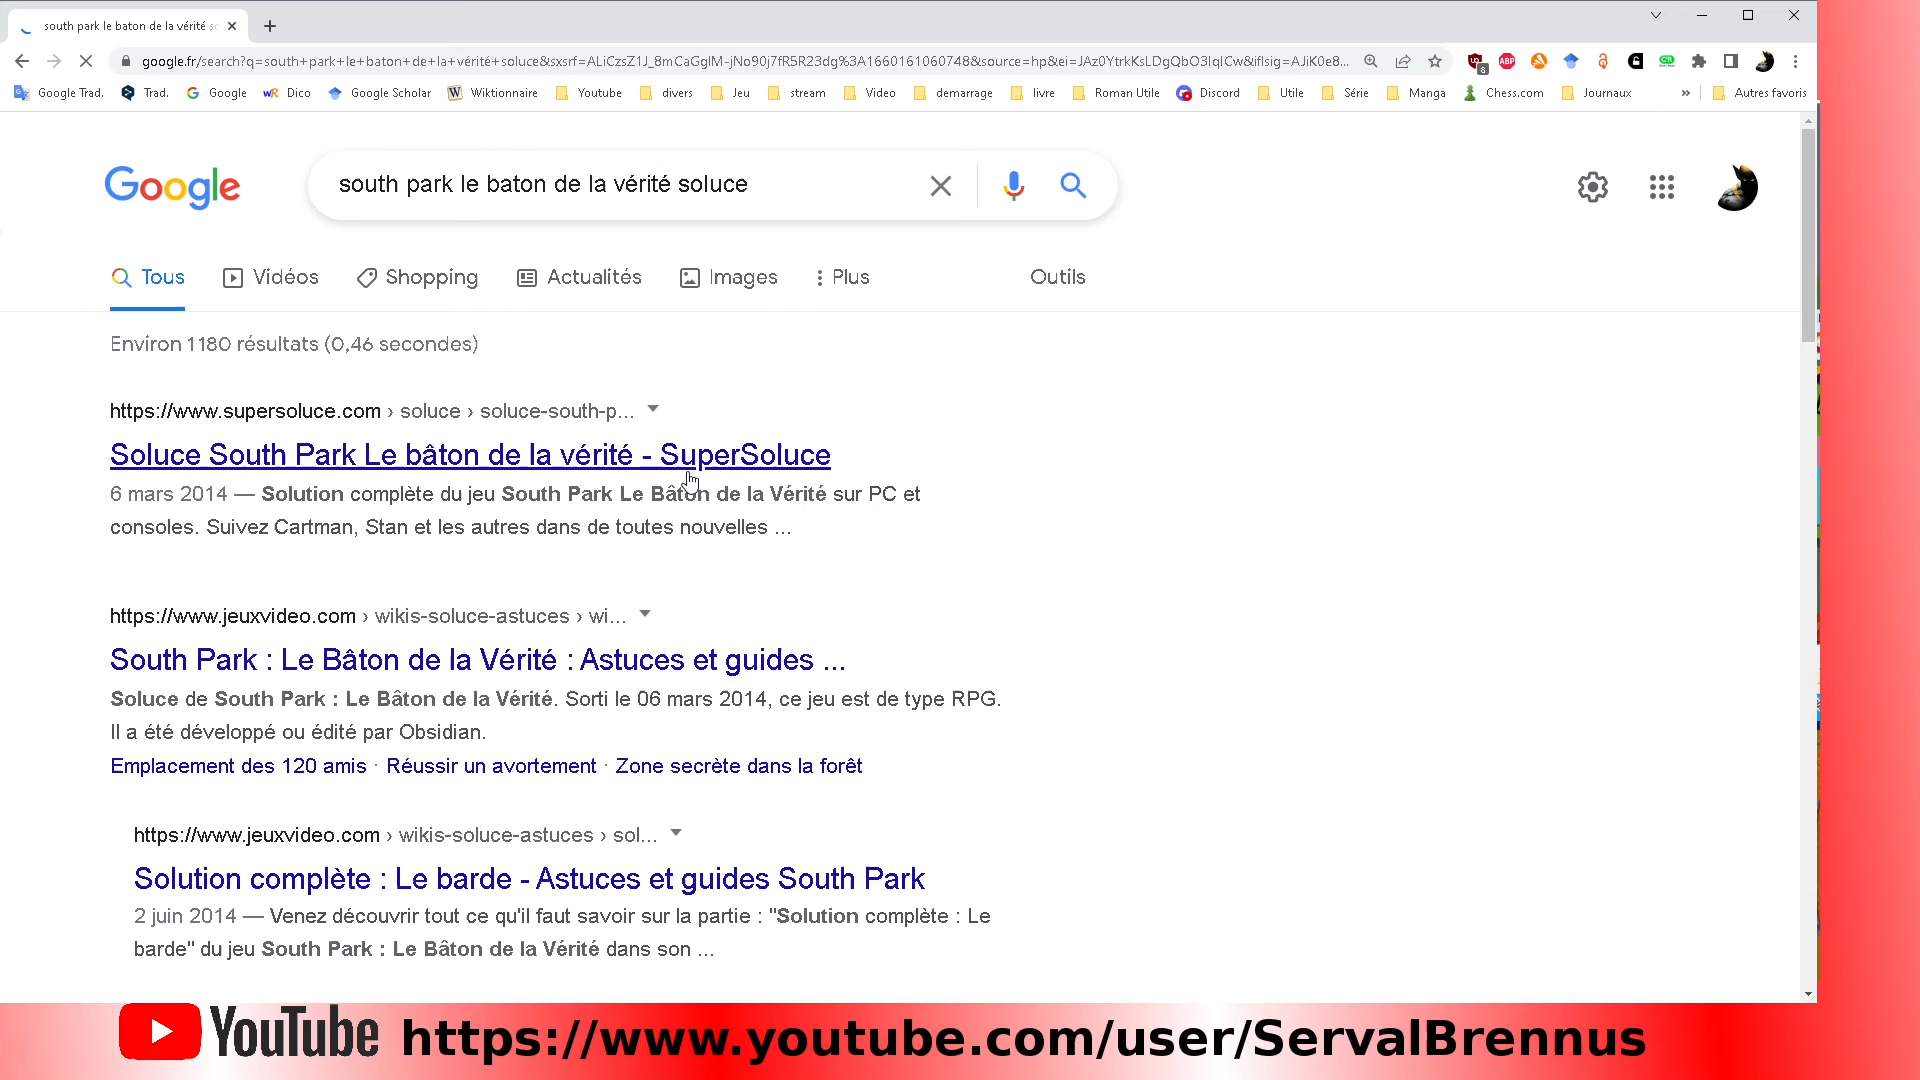 south park le baton de la vérité so
google.fr/search?q=south+park+le+baton+de+la+vérité+soluce&sxsrf=ALiCzsZ1J_8mCaGglM-jNo90j7fR5R23dg%3A1660161060748&source=hp&ei=JAz0YtrkKsLDgQbO3IqICw&iflsig=AJiK0e8...
Google Trad. Trad. Google Dico Google Scholar Wiktionnaire Youtube divers Jeu stream Video demarrage livre Roman Utile Discord Utile Série Manga Chess.com Journaux » Autres favoris
Google south park le baton de la vérité soluce
Tous Vidéos Shopping Actualités Images Plus Outils
Environ 1 180 résultats (0,46 secondes)
https://www.supersoluce.com › soluce › soluce-south-p...
Soluce South Park Le bâton de la vérité - SuperSoluce
6 mars 2014 — Solution complète du jeu South Park Le Bâton de la Vérité sur PC et
consoles. Suivez Cartman, Stan et les autres dans de toutes nouvelles ...
https://www.jeuxvideo.com › wikis-soluce-astuces › wi...
South Park : Le Bâton de la Vérité : Astuces et guides ...
Soluce de South Park : Le Bâton de la Vérité. Sorti le 06 mars 2014, ce jeu est de type RPG.
Il a été développé ou édité par Obsidian.
Emplacement des 120 amis · Réussir un avortement · Zone secrète dans la forêt
https://www.jeuxvideo.com › wikis-soluce-astuces › sol...
Solution complète : Le barde - Astuces et guides South Park
2 juin 2014 — Venez découvrir tout ce qu'il faut savoir sur la partie : "Solution complète : Le
barde" du jeu South Park : Le Bâton de la Vérité dans son ...
YouTube https://www.youtube.com/user/ServalBrennus